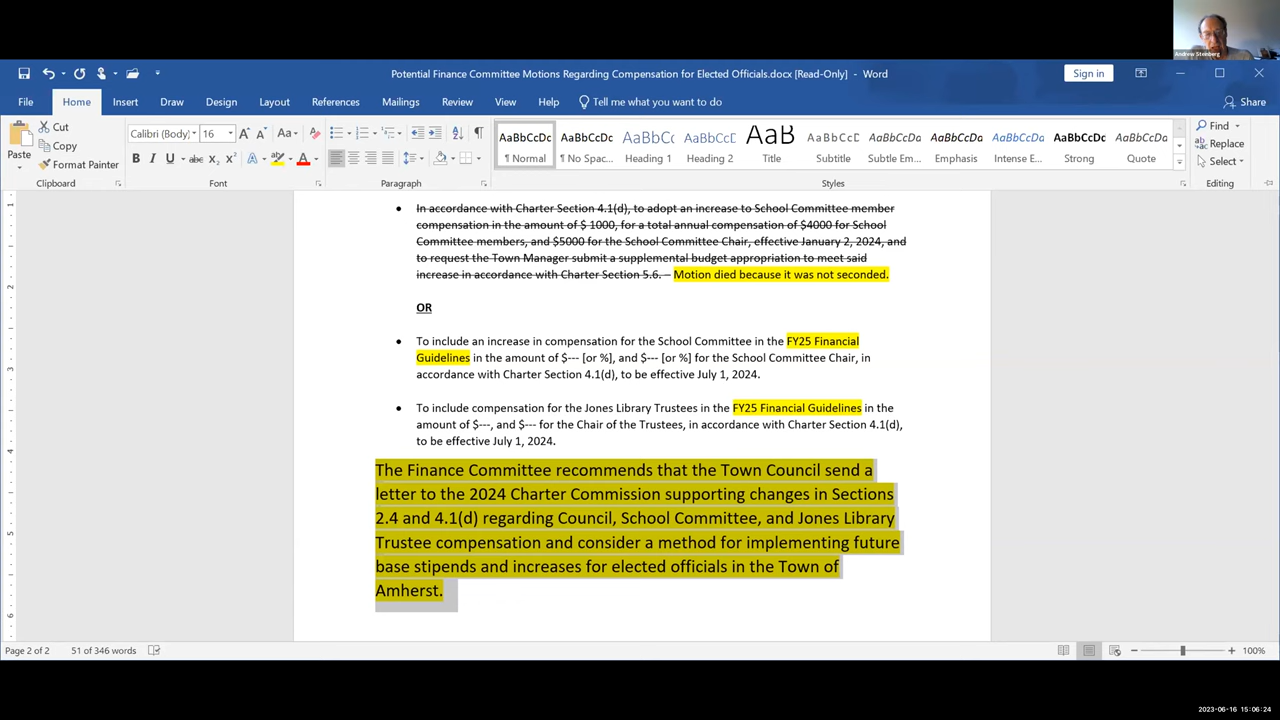 Andrew Steinberg
Potential Finance Committee Motions Regarding Compensation for Elected Officials.docx [Read-Only] - Word
Sign in
File Home Insert Draw Design Layout References Mailings Review View Help Tell me what you want to do Share
Paste Cut Copy Format Painter
Calibri (Body) 16
AaBbCcDc AaBbCcDc AaBbCc AaBbCcD AaB AaBbCcD AaBbCcDc AaBbCcDc AaBbCcDc AaBbCcDc AaBbCcDc
¶ Normal ¶ No Spac... Heading 1 Heading 2 Title Subtitle Subtle Em... Emphasis Intense E... Strong Quote
Find Replace Select
Clipboard Font Paragraph Styles Editing
• In accordance with Charter Section 4.1(d), to adopt an increase to School Committee member
compensation in the amount of $ 1000, for a total annual compensation of $4000 for School
Committee members, and $5000 for the School Committee Chair, effective January 2, 2024, and
to request the Town Manager submit a supplemental budget appropriation to meet said
increase in accordance with Charter Section 5.6. – Motion died because it was not seconded.
OR
• To include an increase in compensation for the School Committee in the FY25 Financial
Guidelines in the amount of $--- [or %], and $--- [or %] for the School Committee Chair, in
accordance with Charter Section 4.1(d), to be effective July 1, 2024.
• To include compensation for the Jones Library Trustees in the FY25 Financial Guidelines in the
amount of $---, and $--- for the Chair of the Trustees, in accordance with Charter Section 4.1(d),
to be effective July 1, 2024.
The Finance Committee recommends that the Town Council send a
letter to the 2024 Charter Commission supporting changes in Sections
2.4 and 4.1(d) regarding Council, School Committee, and Jones Library
Trustee compensation and consider a method for implementing future
base stipends and increases for elected officials in the Town of
Amherst.
Page 2 of 2 51 of 346 words 100%
2023-06-16 15:06:24